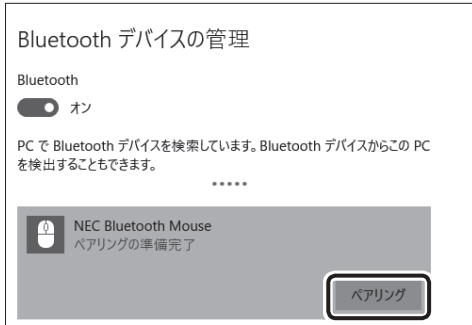 Bluetooth デバイスの管理
Bluetooth
オン
PC で Bluetooth デバイスを検索しています。Bluetooth デバイスからこの PC
を検出することもできます。
NEC Bluetooth Mouse
ペアリングの準備完了
ペアリング